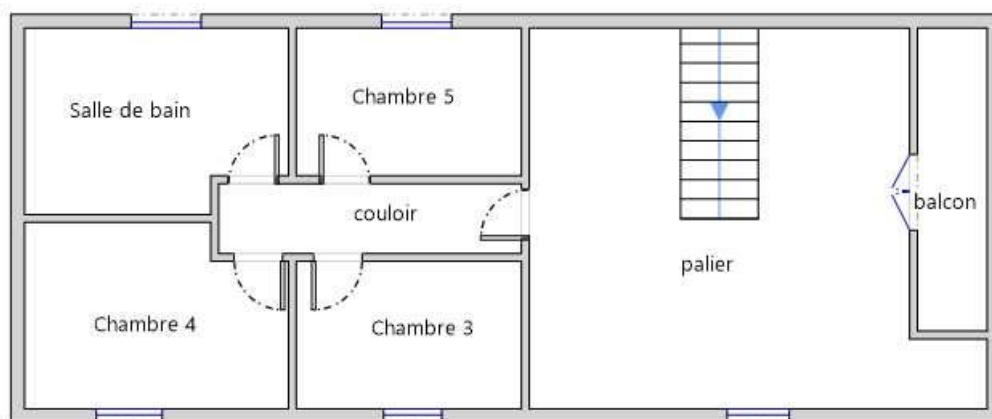 Salle de bain
Chambre 5
couloir
balcon
palier
Chambre 4
Chambre 3